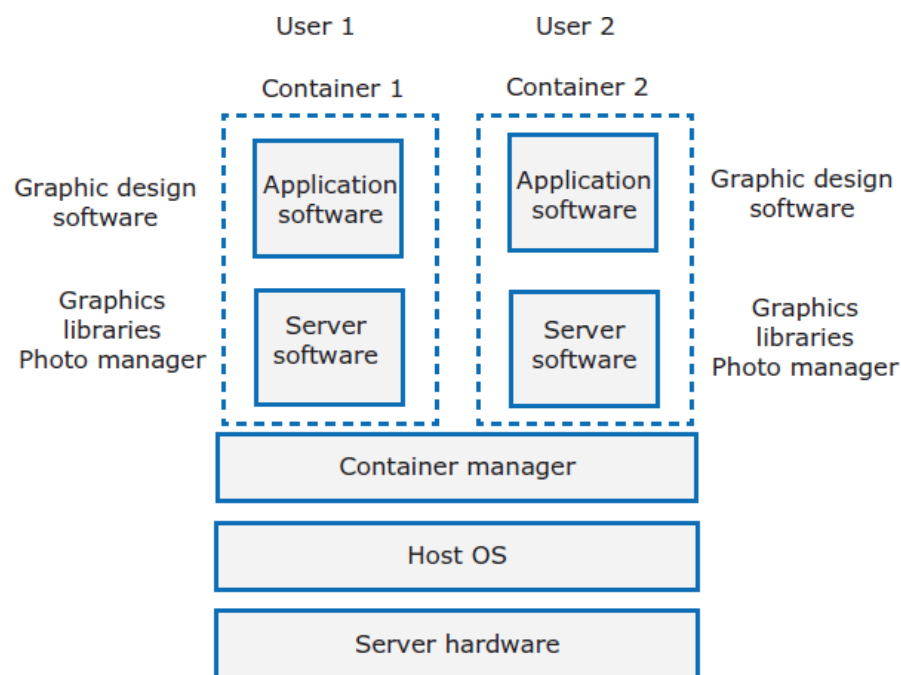 User 1
User 2
Container 1
Container 2
Graphic design
software
Application
software
Application
software
Graphic design
software
Graphics
libraries
Photo manager
Server
software
Server
software
Graphics
libraries
Photo manager
Container manager
Host OS
Server hardware